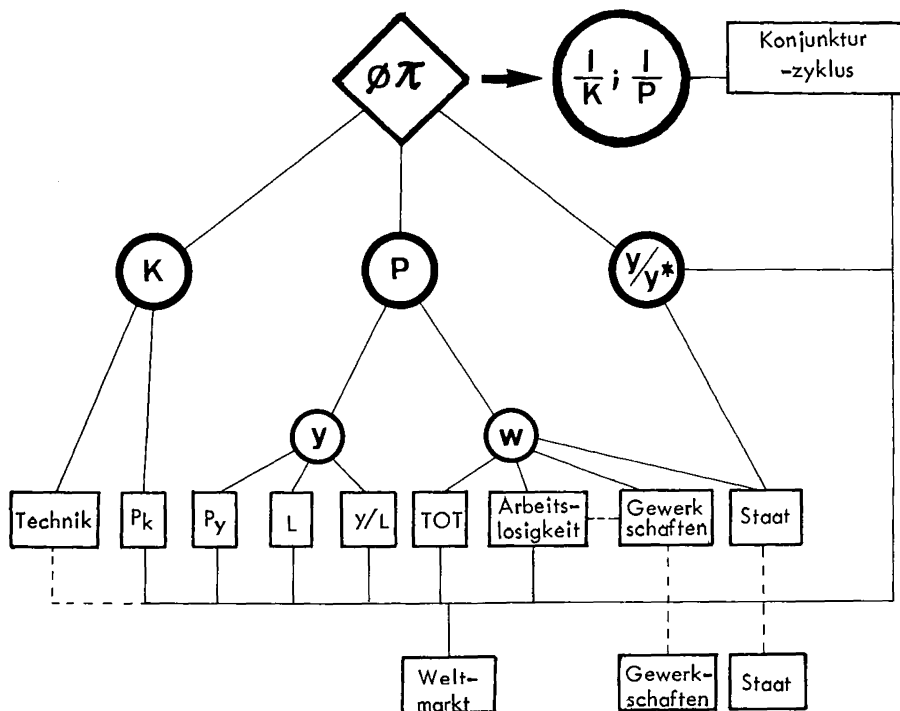 øπ
I/K ; I/P
Konjunktur
-zyklus
K
P
y/y*
y
w
Technik
Pk
Py
L
y/L
TOT
Arbeits-
losigkeit
Gewerk
schaften
Staat
Welt-
markt
Gewerk-
schaften
Staat